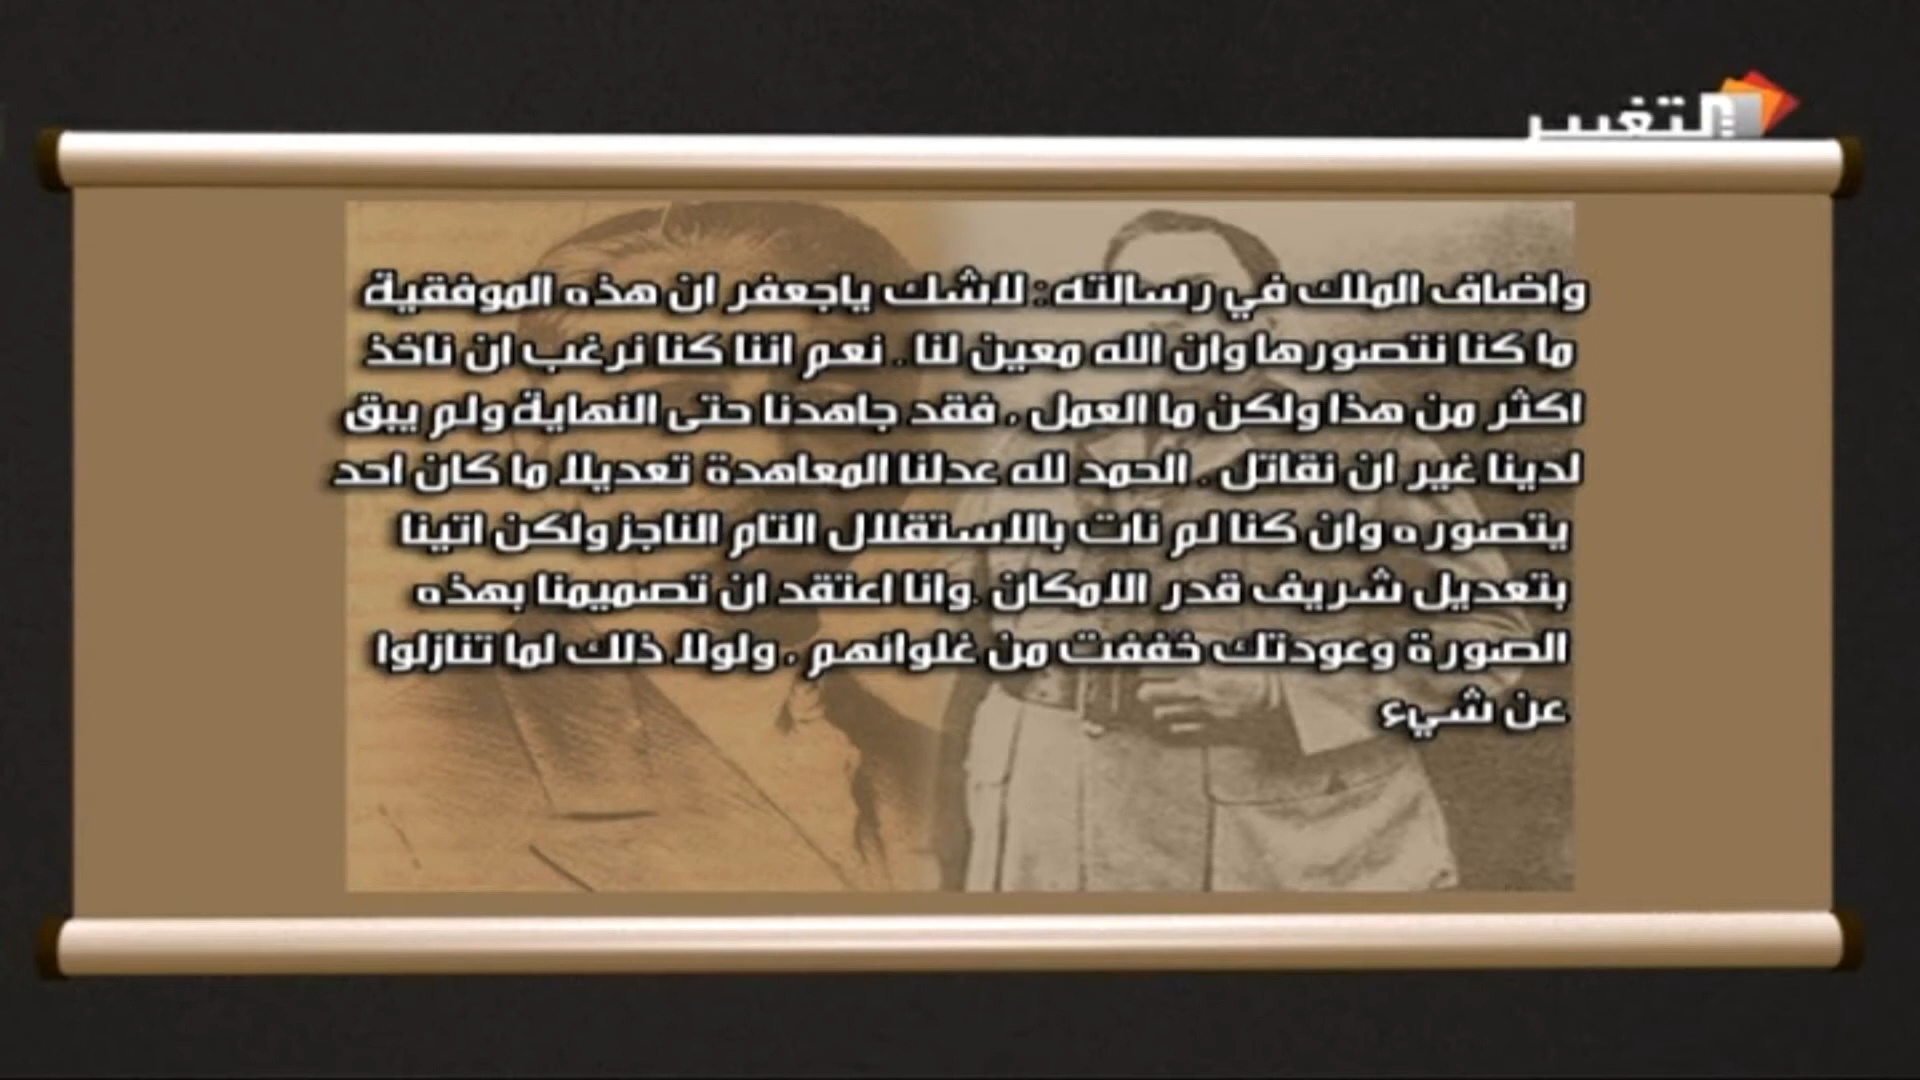 التغيير
واضاف الملك في رسالته: لاشك ياجعفر ان هذه الموفقية
ما كنا نتصورها وان الله معين لنا . نعم اننا كنا نرغب ان ناخذ
اكثر من هذا ولكن ما العمل ، فقد جاهدنا حتى النهاية ولم يبق
لدينا غير ان نقاتل . الحمد لله عدلنا المعاهدة تعديلا ما كان احد
يتصوره وان كنا لم نات بالاستقلال التام الناجز ولكن اتينا
بتعديل شريف قدر الامكان .وانا اعتقد ان تصميمنا بهذه
الصورة وعودتك خففت من غلوائهم ، ولولا ذلك لما تنازلوا
عن شيء